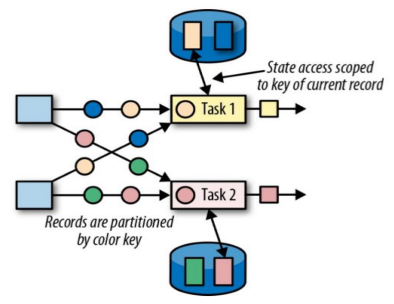 State access scoped
to key of current record
Task 1
Task 2
Records are partitioned
by color key